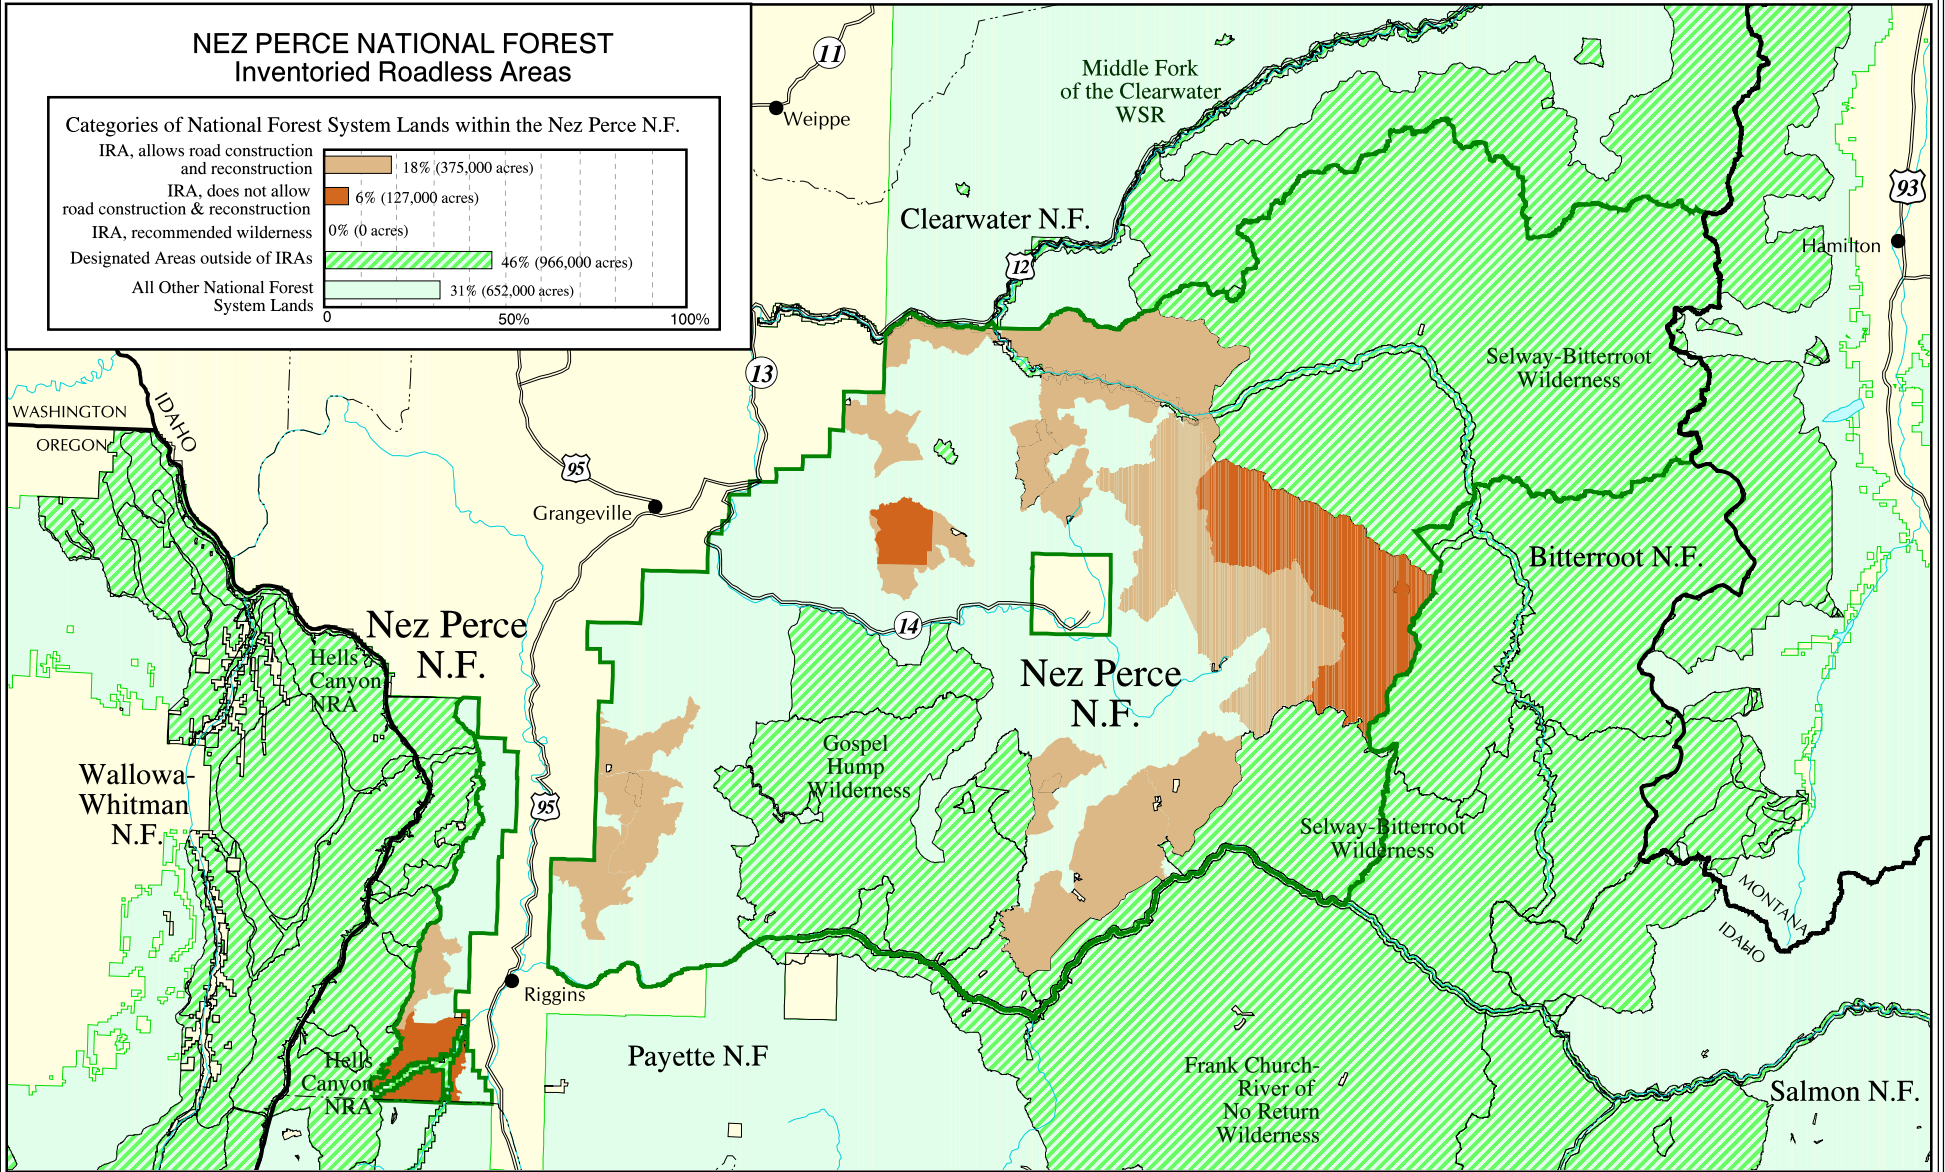 NEZ PERCE NATIONAL FOREST
Inventoried Roadless Areas
Categories of National Forest System Lands within the Nez Perce N.F.
IRA, allows road construction
and reconstruction
18% (375,000 acres)
IRA, does not allow
road construction & reconstruction
6% (127,000 acres)
IRA, recommended wilderness
0% (0 acres)
Designated Areas outside of IRAs
46% (966,000 acres)
All Other National Forest
System Lands
31% (652,000 acres)
0
50%
100%
11
Weippe
Middle Fork
of the Clearwater
WSR
93
Hamilton
Clearwater N.F.
12
13
WASHINGTON
OREGON
IDAHO
95
Grangeville
Selway-Bitterroot
Wilderness
Bitterroot N.F.
Nez Perce
N.F.
Hells
Canyon
NRA
14
Nez Perce
N.F.
Gospel
Hump
Wilderness
Wallowa-
Whitman
N.F.
95
Selway-Bitterroot
Wilderness
MONTANA
IDAHO
Riggins
Hells
Canyon
NRA
Payette N.F
Frank Church-
River of
No Return
Wilderness
Salmon N.F.